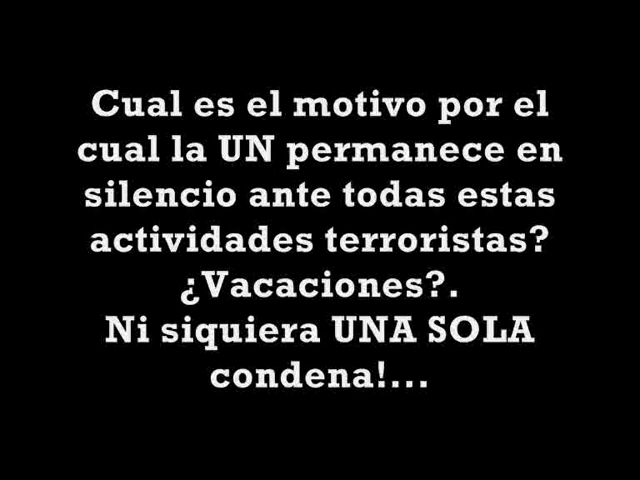 Cual es el motivo por el
cual la UN permanece en
silencio ante todas estas
actividades terroristas?
¿Vacaciones?.
Ni siquiera UNA SOLA
condena!...